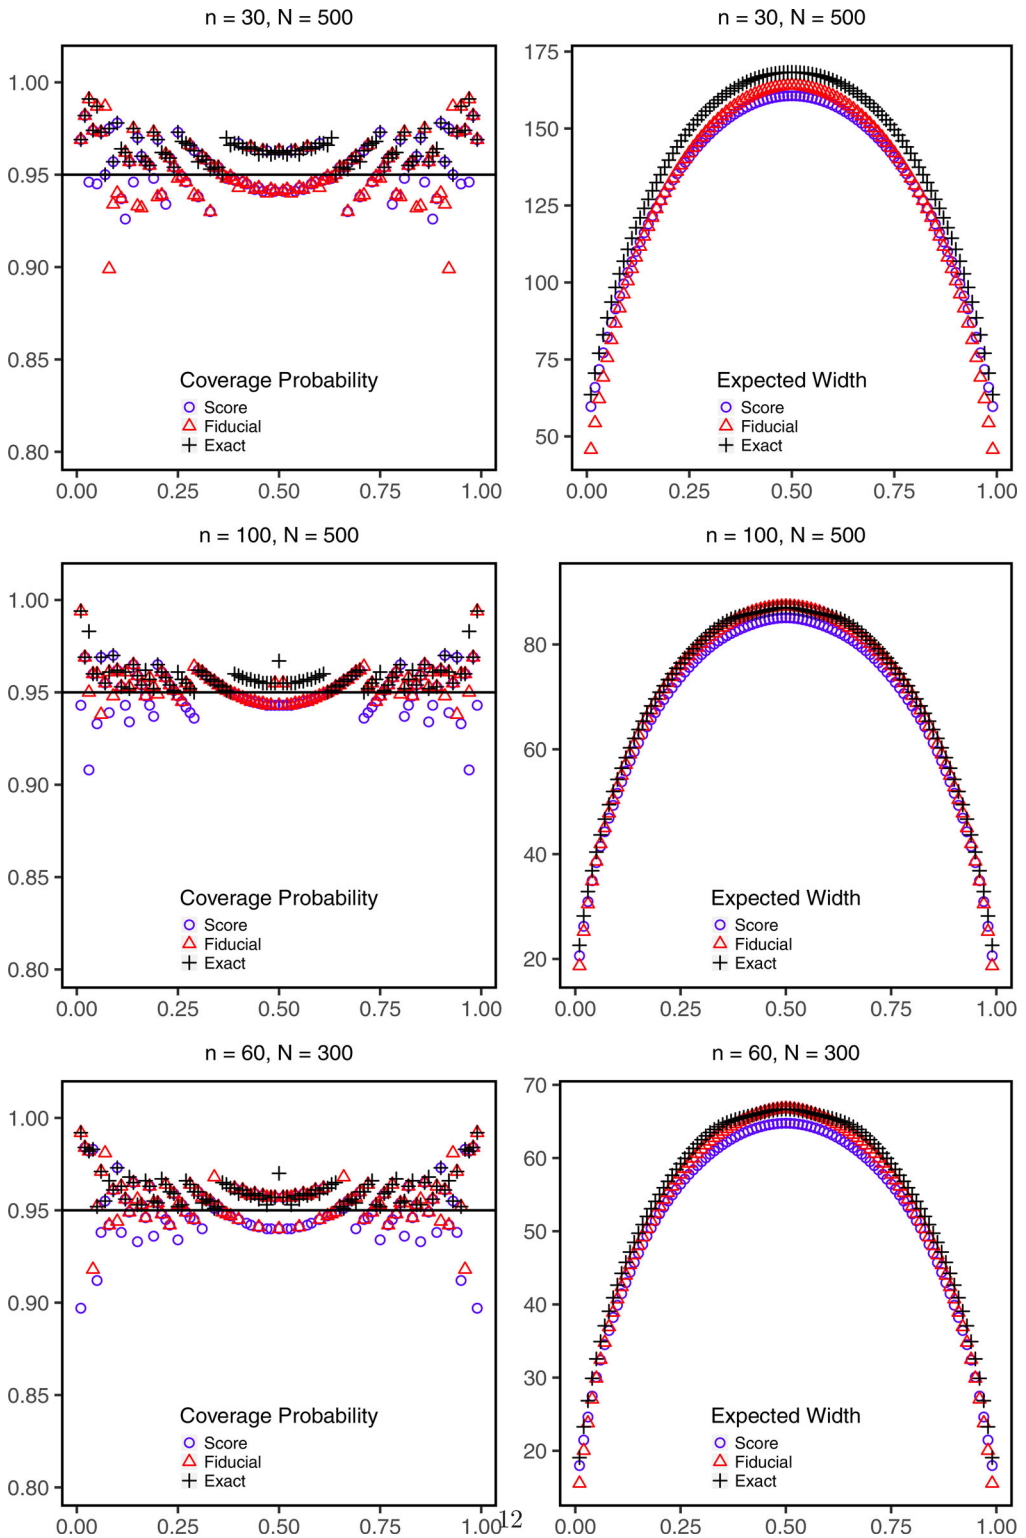 n = 30, N = 500
n = 30, N = 500
1.00
0.95
0.90
0.85
0.80
Coverage Probability
Score
Fiducial
Exact
0.00 0.25 0.50 0.75 1.00
175
150
125
100
75
50
Expected Width
Score
Fiducial
Exact
0.00 0.25 0.50 0.75 1.00
n = 100, N = 500
n = 100, N = 500
1.00
0.95
0.90
0.85
0.80
Coverage Probability
Score
Fiducial
Exact
0.00 0.25 0.50 0.75 1.00
80
60
40
20
Expected Width
Score
Fiducial
Exact
0.00 0.25 0.50 0.75 1.00
n = 60, N = 300
n = 60, N = 300
1.00
0.95
0.90
0.85
0.80
Coverage Probability
Score
Fiducial
Exact
0.00 0.25 0.50 0.75 1.00
70
60
50
40
30
20
Expected Width
Score
Fiducial
Exact
0.00 0.25 0.50 0.75 1.00
12